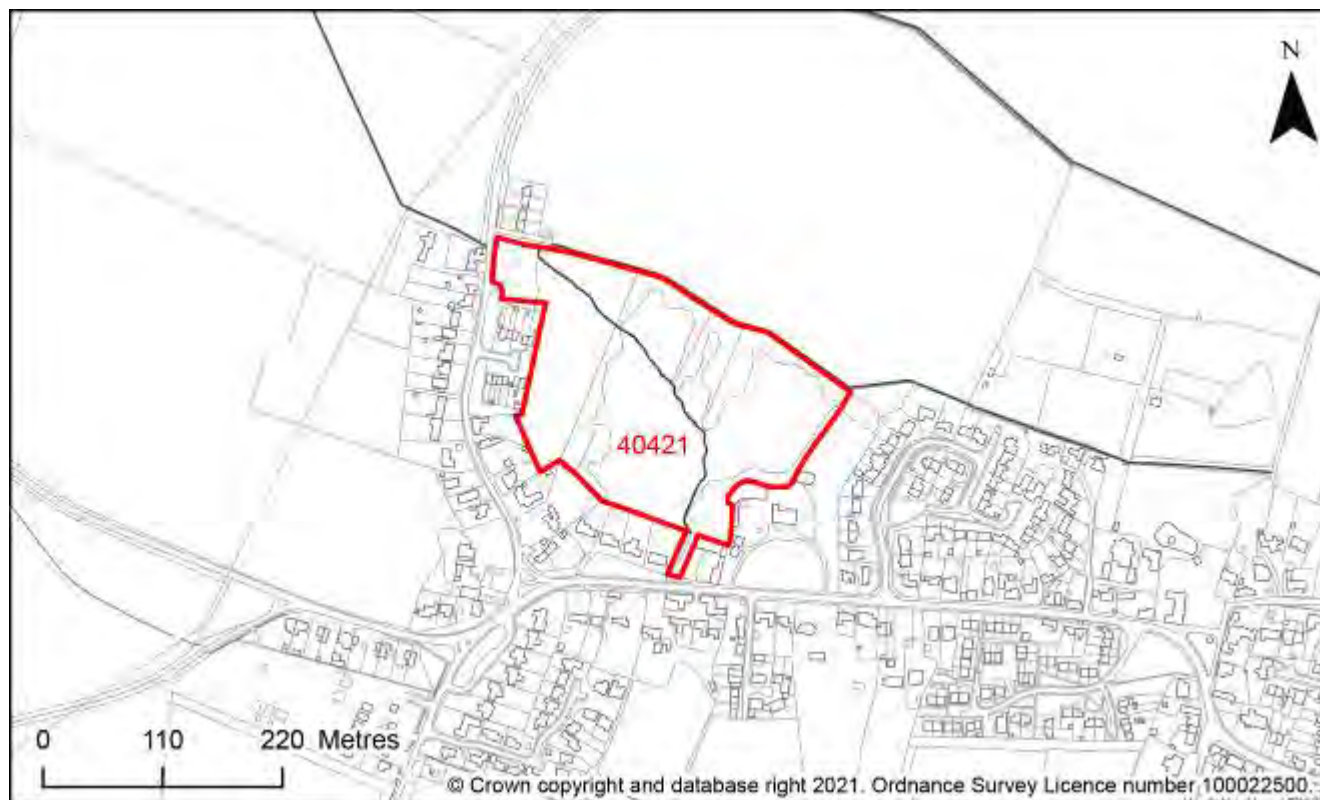 N
40421
0 110 220 Metres
© Crown copyright and database right 2021. Ordnance Survey Licence number 100022500.